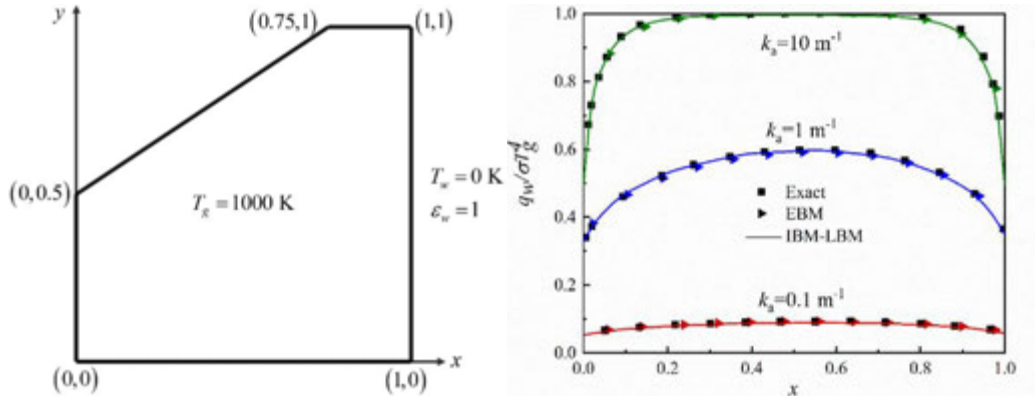 y
(0.75,1)
(1,1)
(0,0.5)
T_g = 1000 K
T_w = 0 K
ε_w = 1
(0,0)
(1,0)
x
q_w/σT_g^4
1.0
0.8
0.6
0.4
0.2
0.0
k_a=10 m^-1
k_a=1 m^-1
Exact
EBM
IBM-LBM
k_a=0.1 m^-1
0.0 0.2 0.4 0.6 0.8 1.0
x